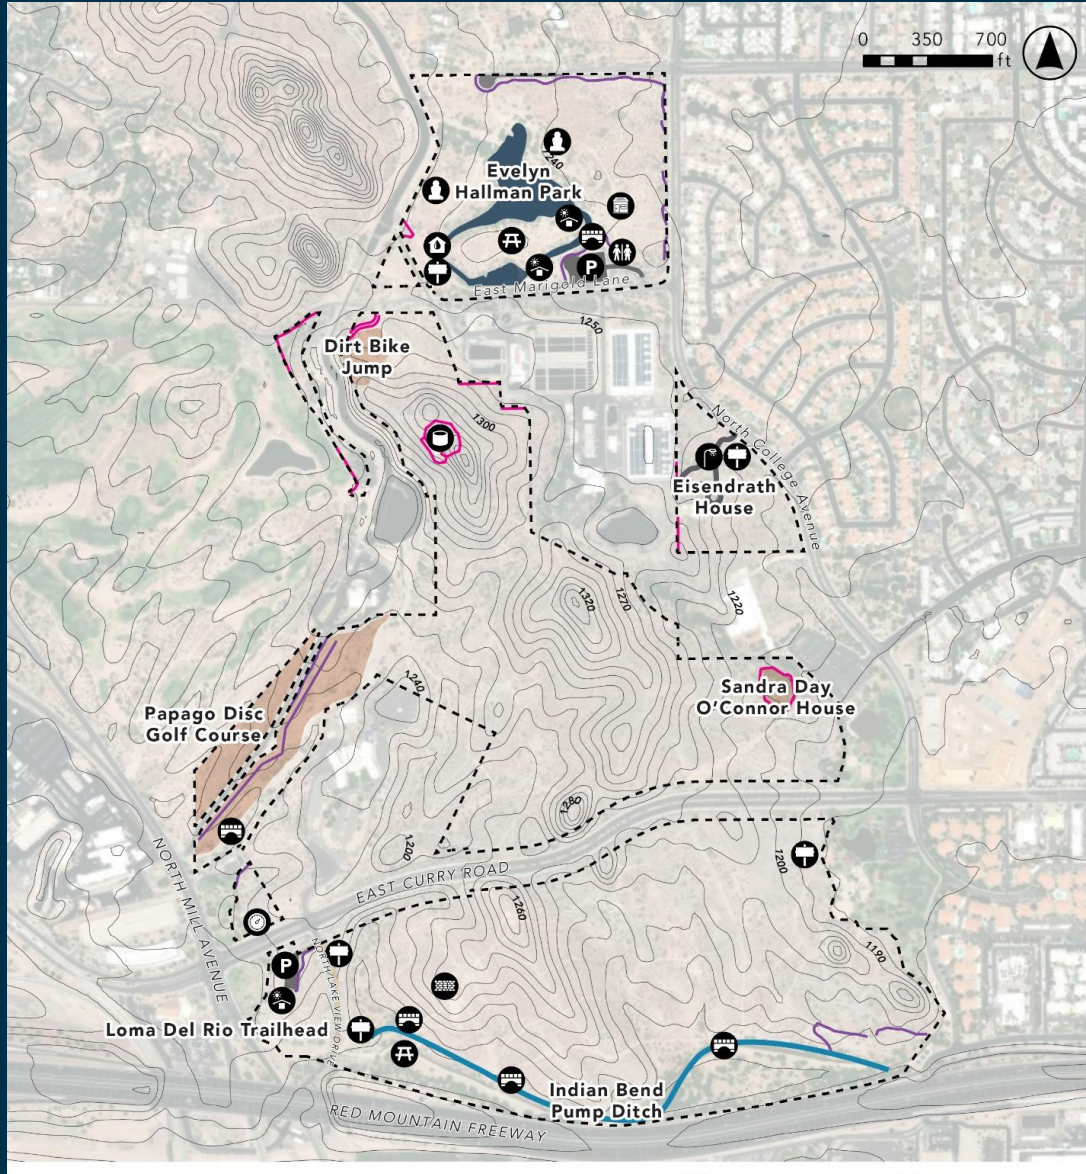 0 350 700
ft
240
Evelyn
Hallman Park
P
East Marigold Lane
1250
Dirt Bike
Jump
1300
North College Avenue
Eisendrath
House
1320
1270
1220
1240
Sandra Day
O'Connor House
Papago Disc
Golf Course
1280
1200
1200
NORTH MILL AVENUE
EAST CURRY ROAD
1260
1190
P
NORTH LAKE VIEW DRIVE
Loma Del Rio Trailhead
Indian Bend
Pump Ditch
RED MOUNTAIN FREEWAY